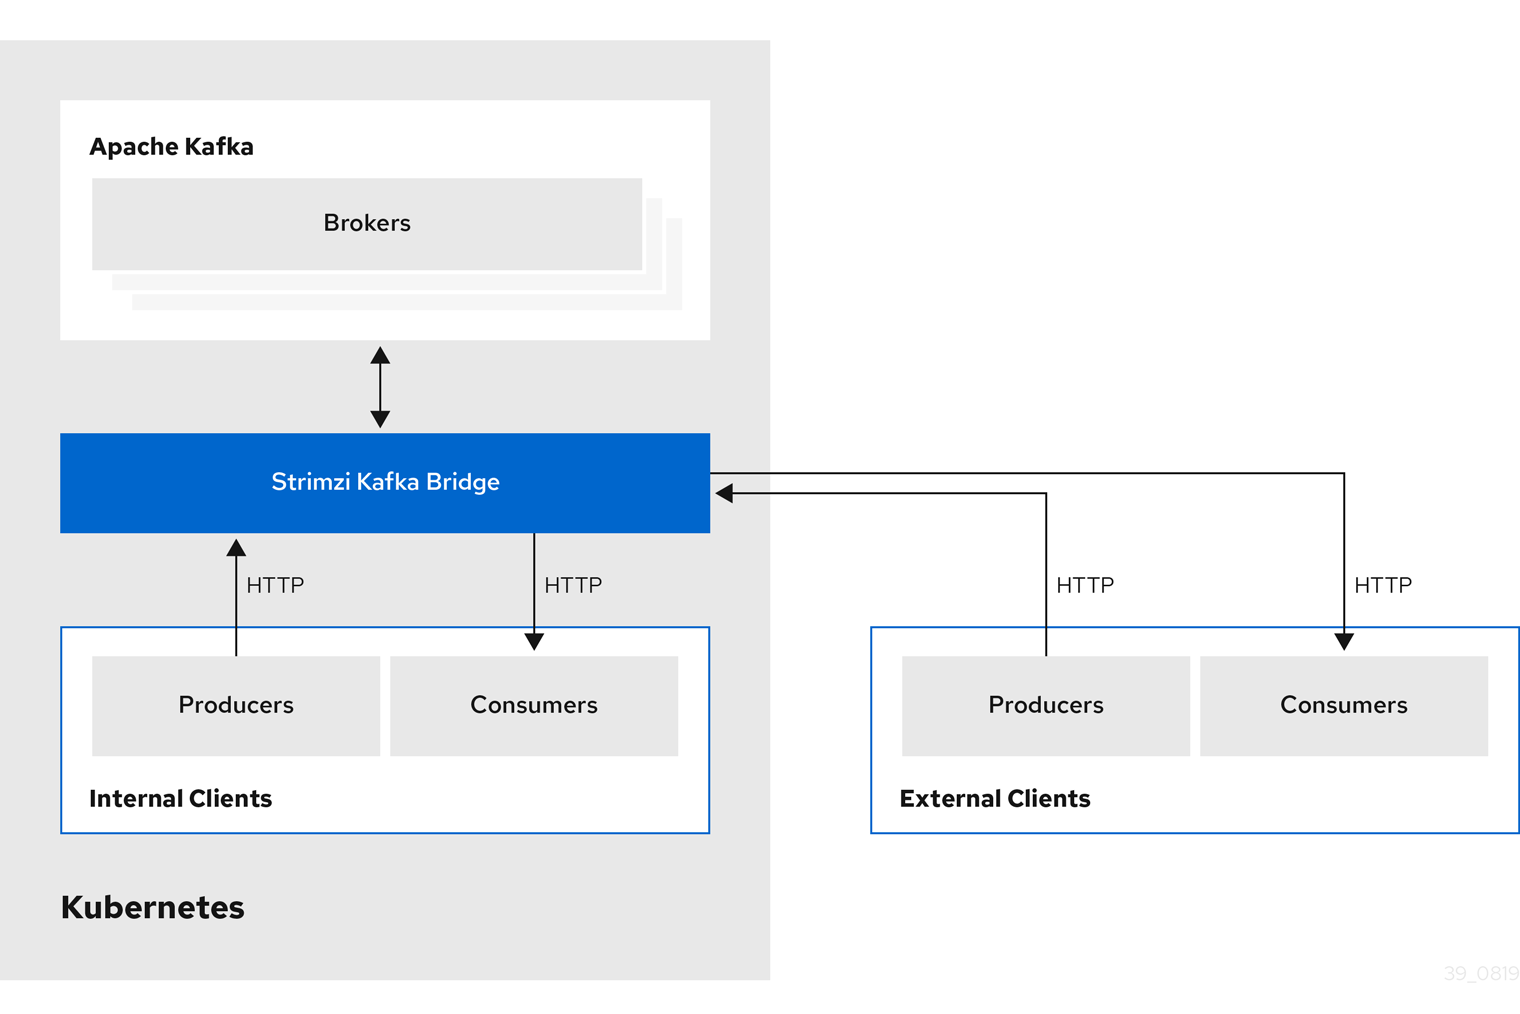 Apache Kafka
Brokers
Strimzi Kafka Bridge
HTTP
HTTP
HTTP
HTTP
Producers
Consumers
Producers
Consumers
Internal Clients
External Clients
Kubernetes
39_0819